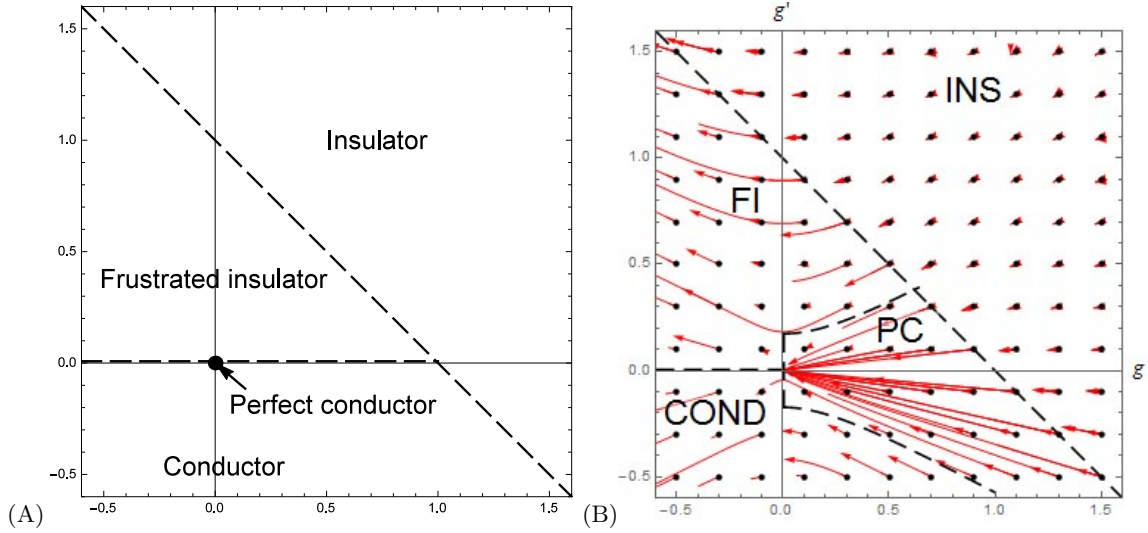 1.5
1.0
0.5
0.0
−0.5
−0.5 0.0 0.5 1.0 1.5
Insulator
Frustrated insulator
Perfect conductor
Conductor
(A)
g'
1.5
1.0
0.5
0.0
−0.5
−0.5 0.0 0.5 1.0 1.5
g
INS
FI
PC
COND
(B)